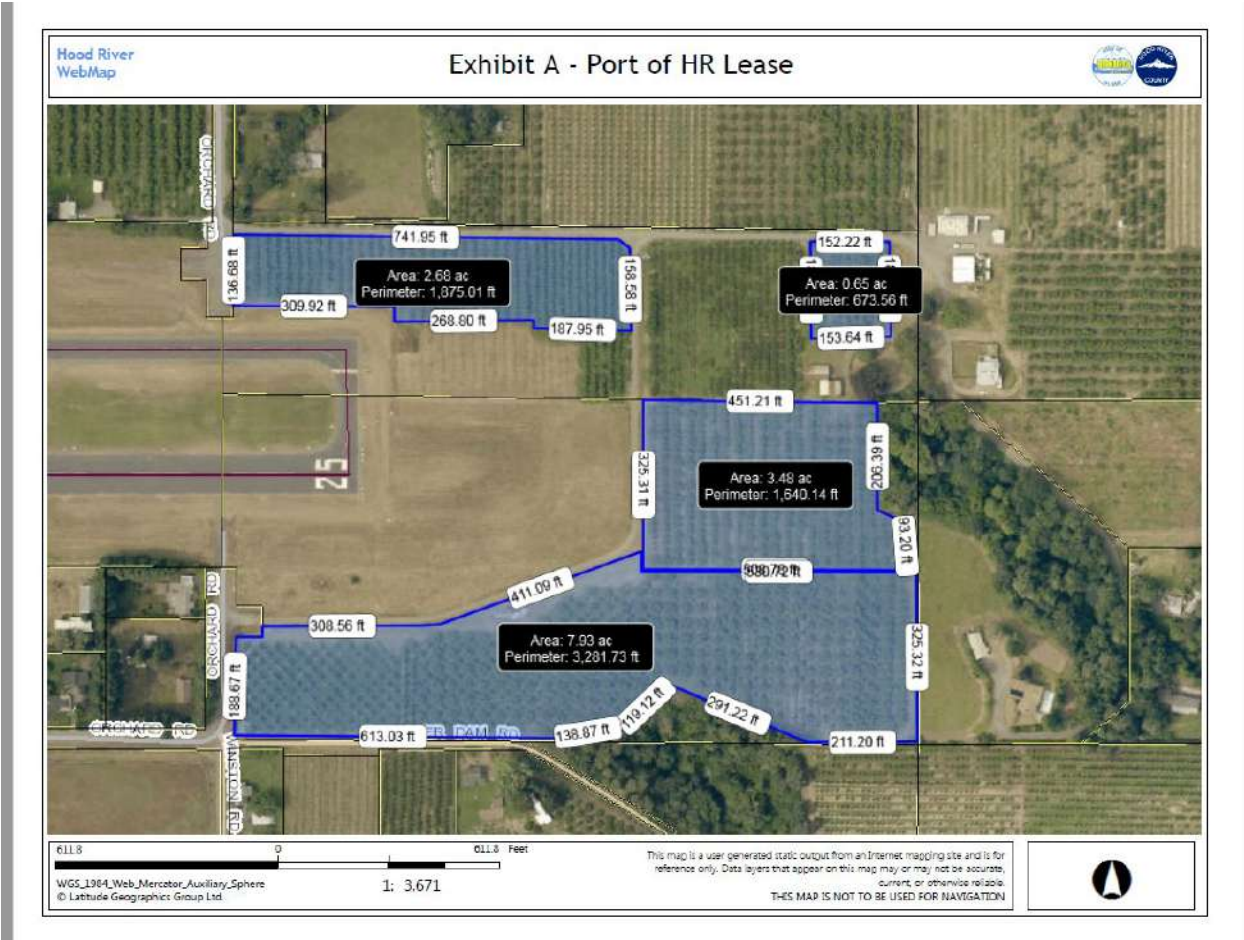 Hood River
WebMap
Exhibit A - Port of HR Lease
HOOD RIVER
COUNTY
ORCHARD RD
741.95 ft
136.68 ft
Area: 2.68 ac
Perimeter: 1,875.01 ft
158.58 ft
309.92 ft
268.80 ft
187.95 ft
152.22 ft
Area: 0.65 ac
Perimeter: 673.56 ft
153.64 ft
25
451.21 ft
325.31 ft
Area: 3.48 ac
Perimeter: 1,640.14 ft
206.39 ft
93.20 ft
411.09 ft
308.56 ft
ORCHARD RD
Area: 7.93 ac
Perimeter: 3,281.73 ft
325.32 ft
188.67 ft
119.12 ft
291.22 ft
ORCHARD RD
613.03 ft
DAM RD
138.87 ft
211.20 ft
WINSTON RD
611.8 0 611.8 Feet
WGS_1984_Web_Mercator_Auxiliary_Sphere
© Latitude Geographics Group Ltd.
1: 3,671
This map is a user generated static output from an Internet mapping site and is for
reference only. Data layers that appear on this map may or may not be accurate,
current, or otherwise reliable.
THIS MAP IS NOT TO BE USED FOR NAVIGATION